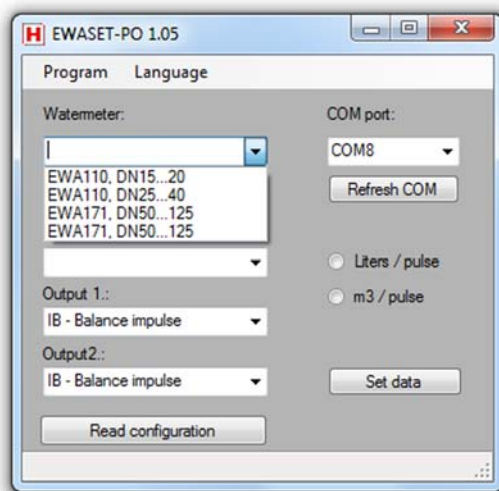 H EWASET-PO 1.05
Program Language
Watermeter:
COM port:
COM8
EWA110, DN15...20
EWA110, DN25...40
EWA171, DN50...125
EWA171, DN50...125
Refresh COM
Liters / pulse
m3 / pulse
Output 1.:
IB - Balance impulse
Output2.:
IB - Balance impulse
Set data
Read configuration